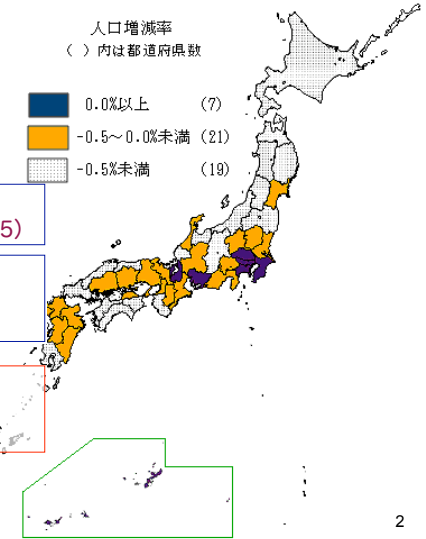 人口増減率
（ ）内は都道府県数
0.0%以上 （7）
-0.5～0.0%未満 （21）
-0.5%未満 （19）
5）
2